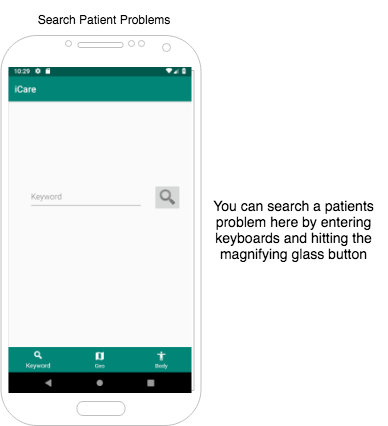 Search Patient Problems
10:29
iCare
Keyword
You can search a patients
problem here by entering
keyboards and hitting the
magnifying glass button
Keyword Geo Body